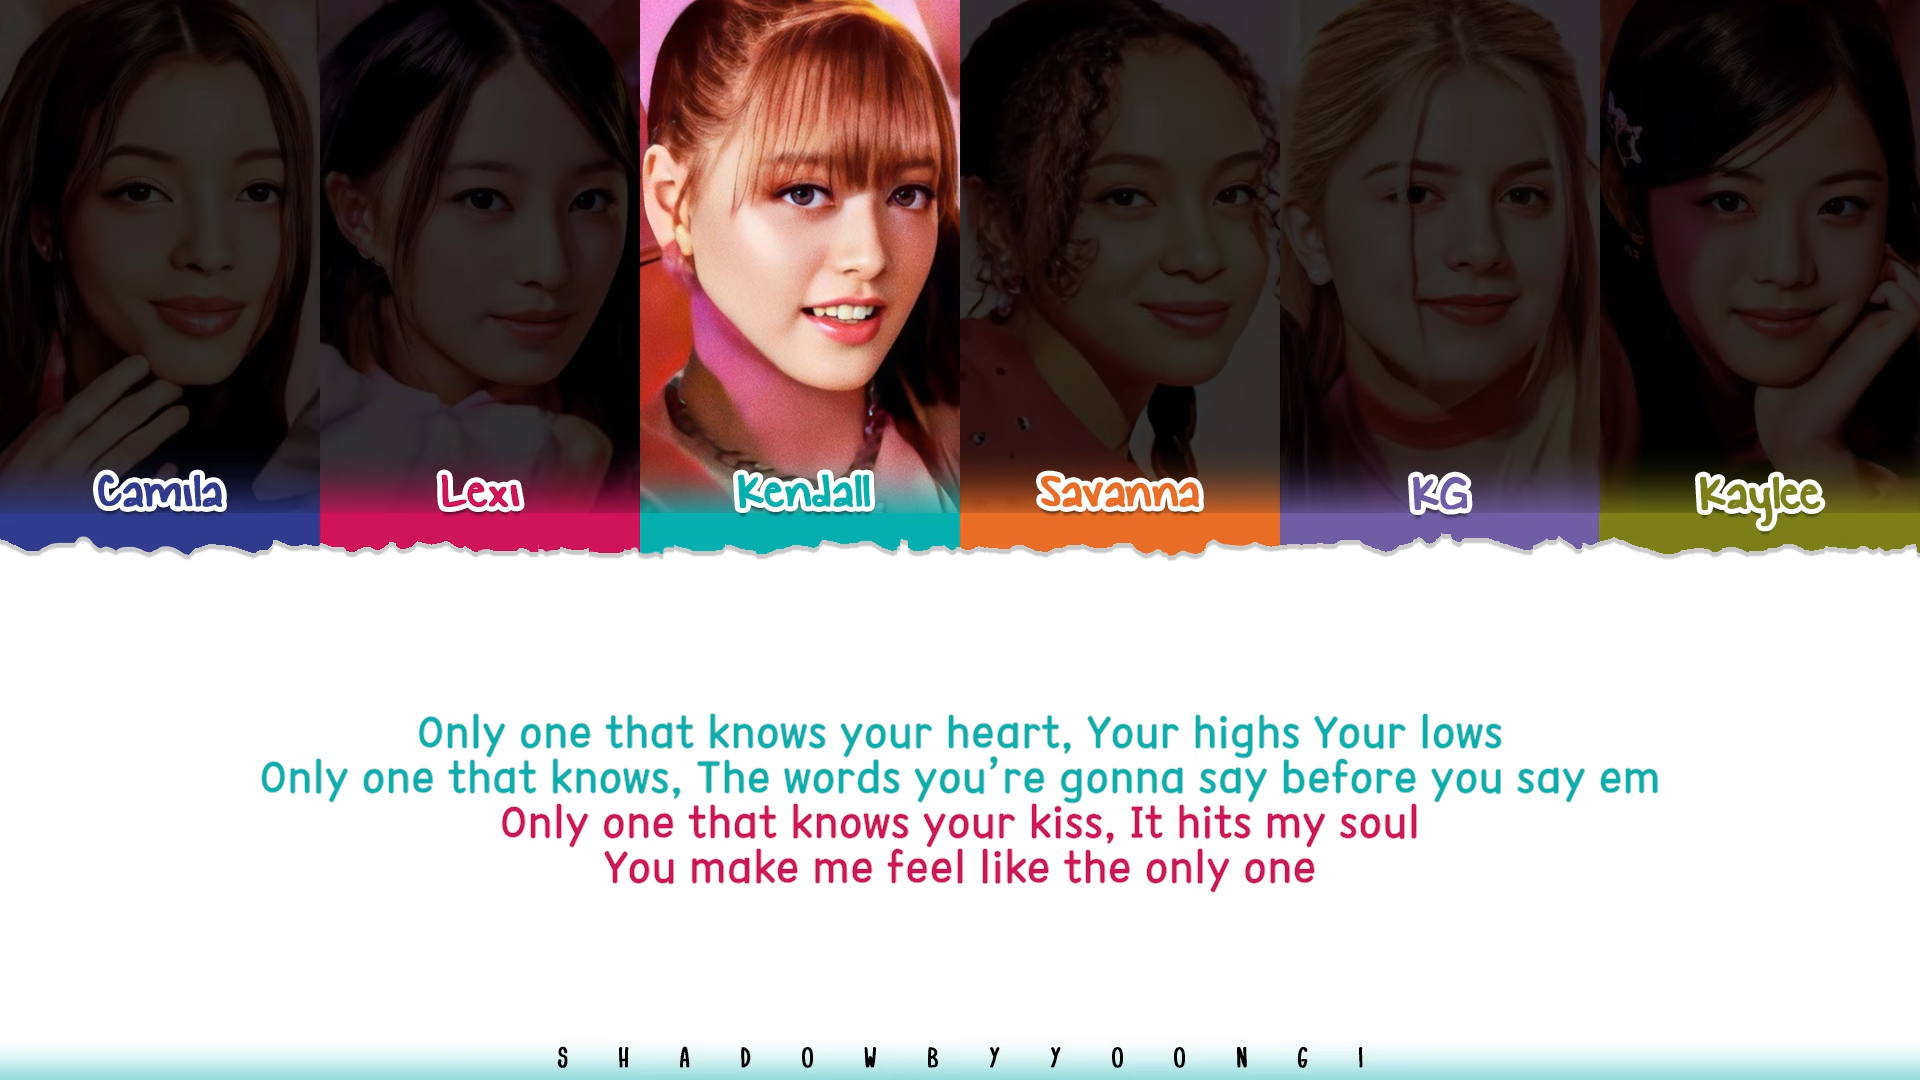 Camila
Lexi
Kendall
Savanna
KG
Kaylee
Only one that knows your heart, Your highs Your lows
Only one that knows, The words you're gonna say before you say em
Only one that knows your kiss, It hits my soul
You make me feel like the only one
SHADOWBYYOONGI